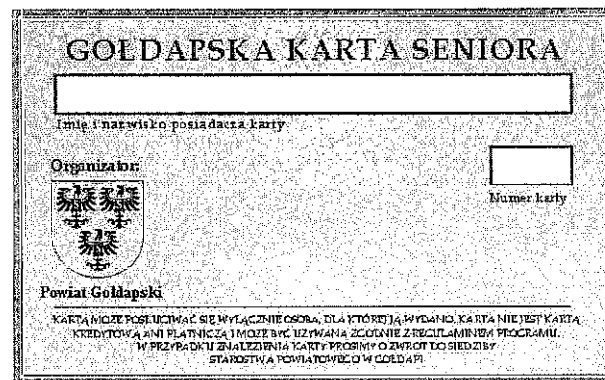 GOŁDAPSKA KARTA SENIORA
Imię i nazwisko posiadacza karty
Organizator:
Numer karty
Powiat Gołdapski
KARTĄ MOŻE POSŁUGIWAĆ SIĘ WYŁĄCZNIE OSOBA, DLA KTÓREJ JĄ WYDANO. KARTA NIE JEST KARTĄ
KREDYTOWĄ ANI PŁATNICZĄ I MOŻE BYĆ UŻYWANA ZGODNIE Z REGULAMINEM PROGRAMU.
W PRZYPADKU ZNALEZIENIA KARTY PROSIMY O ZWROT DO SIEDZIBY
STAROSTWA POWIATOWEGO W GOŁDAPI